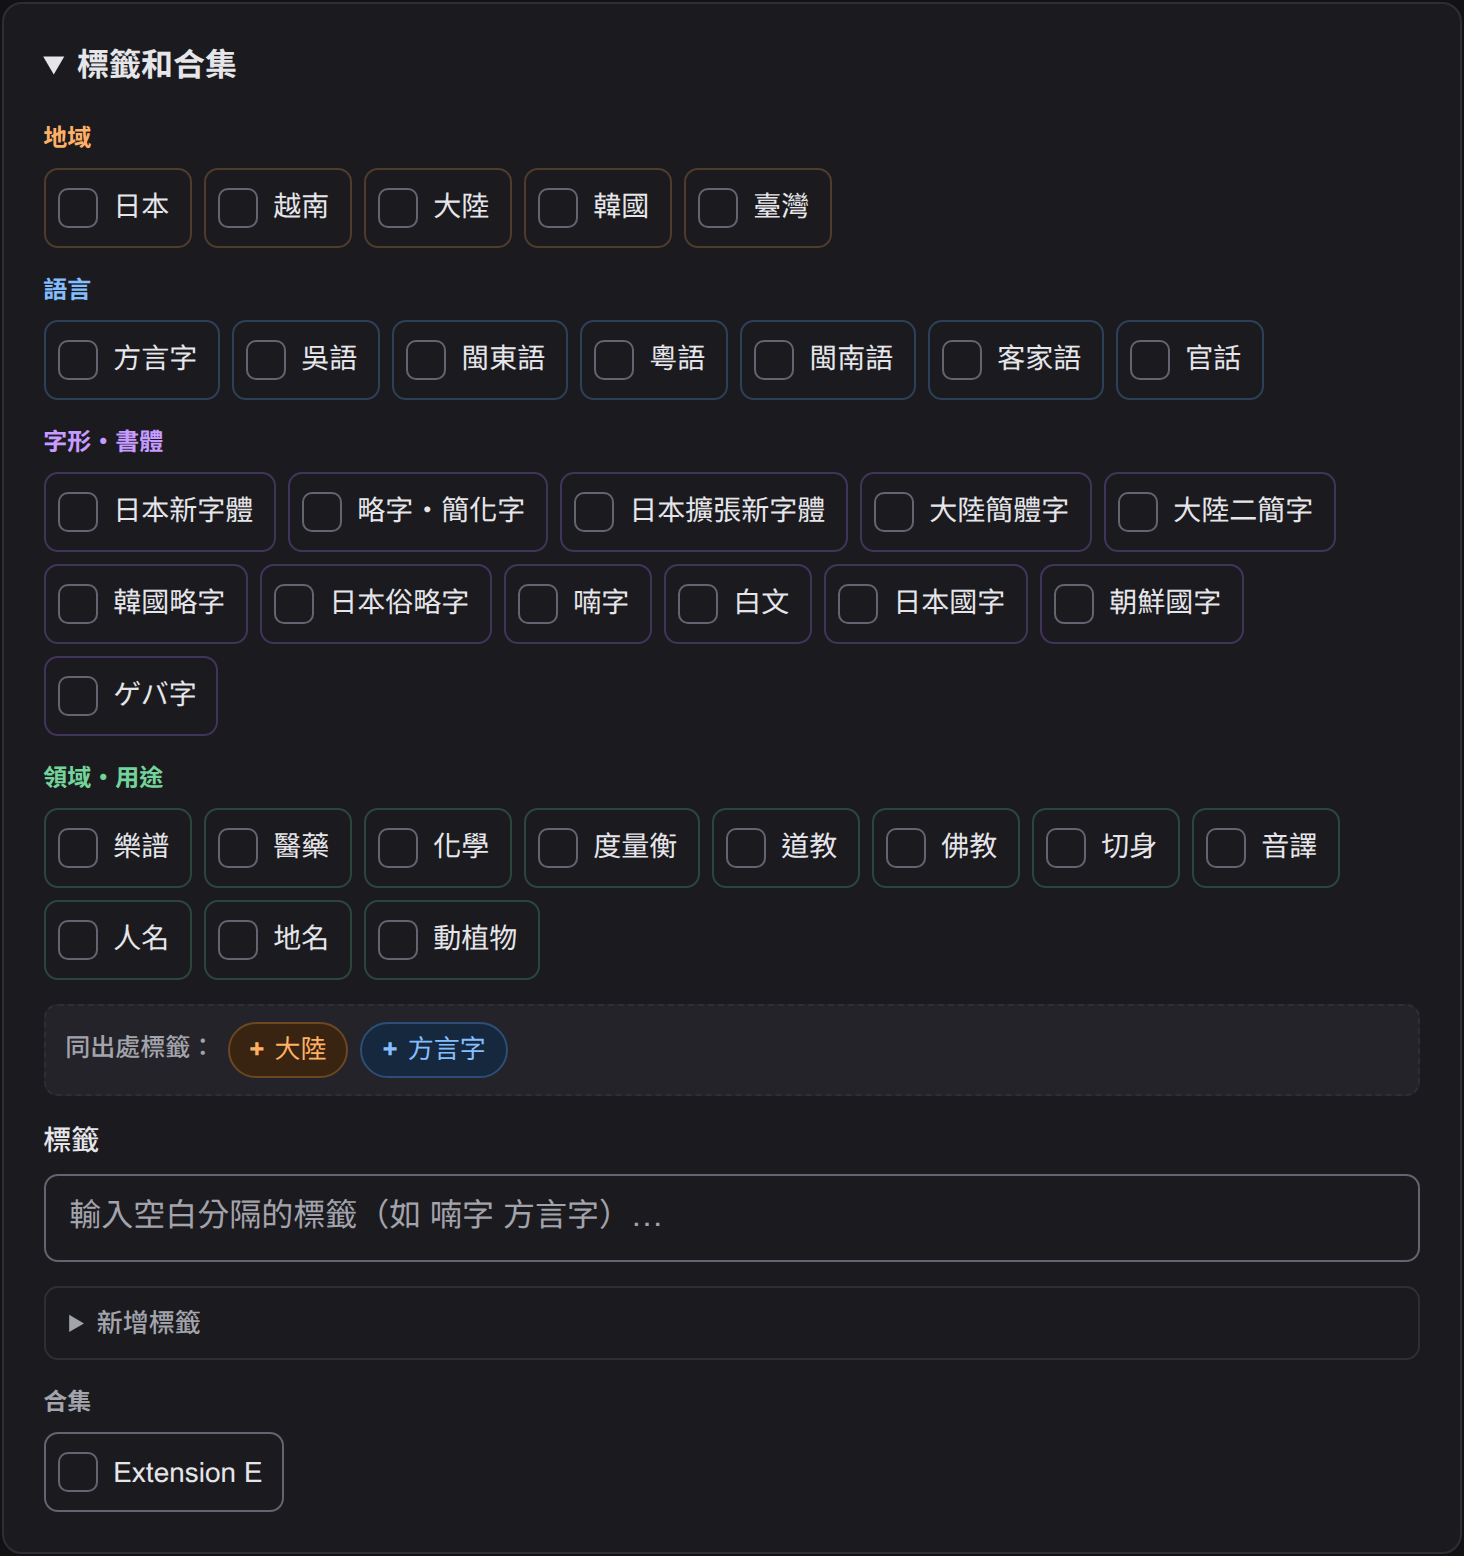 ▼ 標籤和合集
地域
日本 越南 大陸 韓國 臺灣
語言
方言字 吳語 閩東語 粵語 閩南語 客家語 官話
字形・書體
日本新字體 略字・簡化字 日本擴張新字體 大陸簡體字 大陸二簡字
韓國略字 日本俗略字 喃字 白文 日本國字 朝鮮國字
ゲバ字
領域・用途
樂譜 醫藥 化學 度量衡 道教 佛教 切身 音譯
人名 地名 動植物
同出處標籤： + 大陸 + 方言字
標籤
輸入空白分隔的標籤（如 喃字 方言字）…
▶ 新增標籤
合集
Extension E